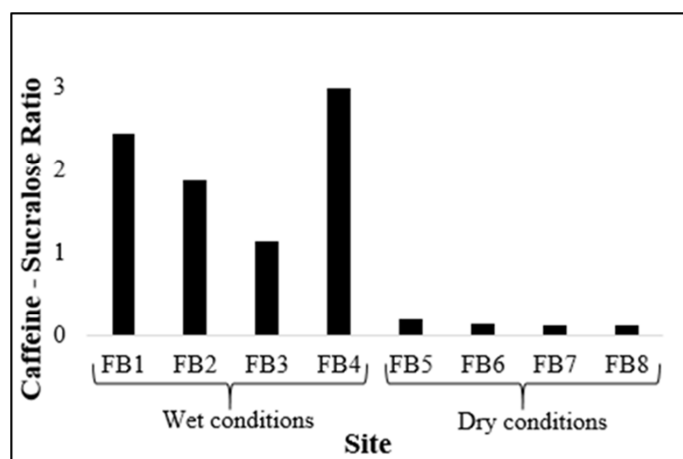 Caffeine - Sucralose Ratio
3
2
1
0
FB1 FB2 FB3 FB4 FB5 FB6 FB7 FB8
Wet conditions Dry conditions
Site